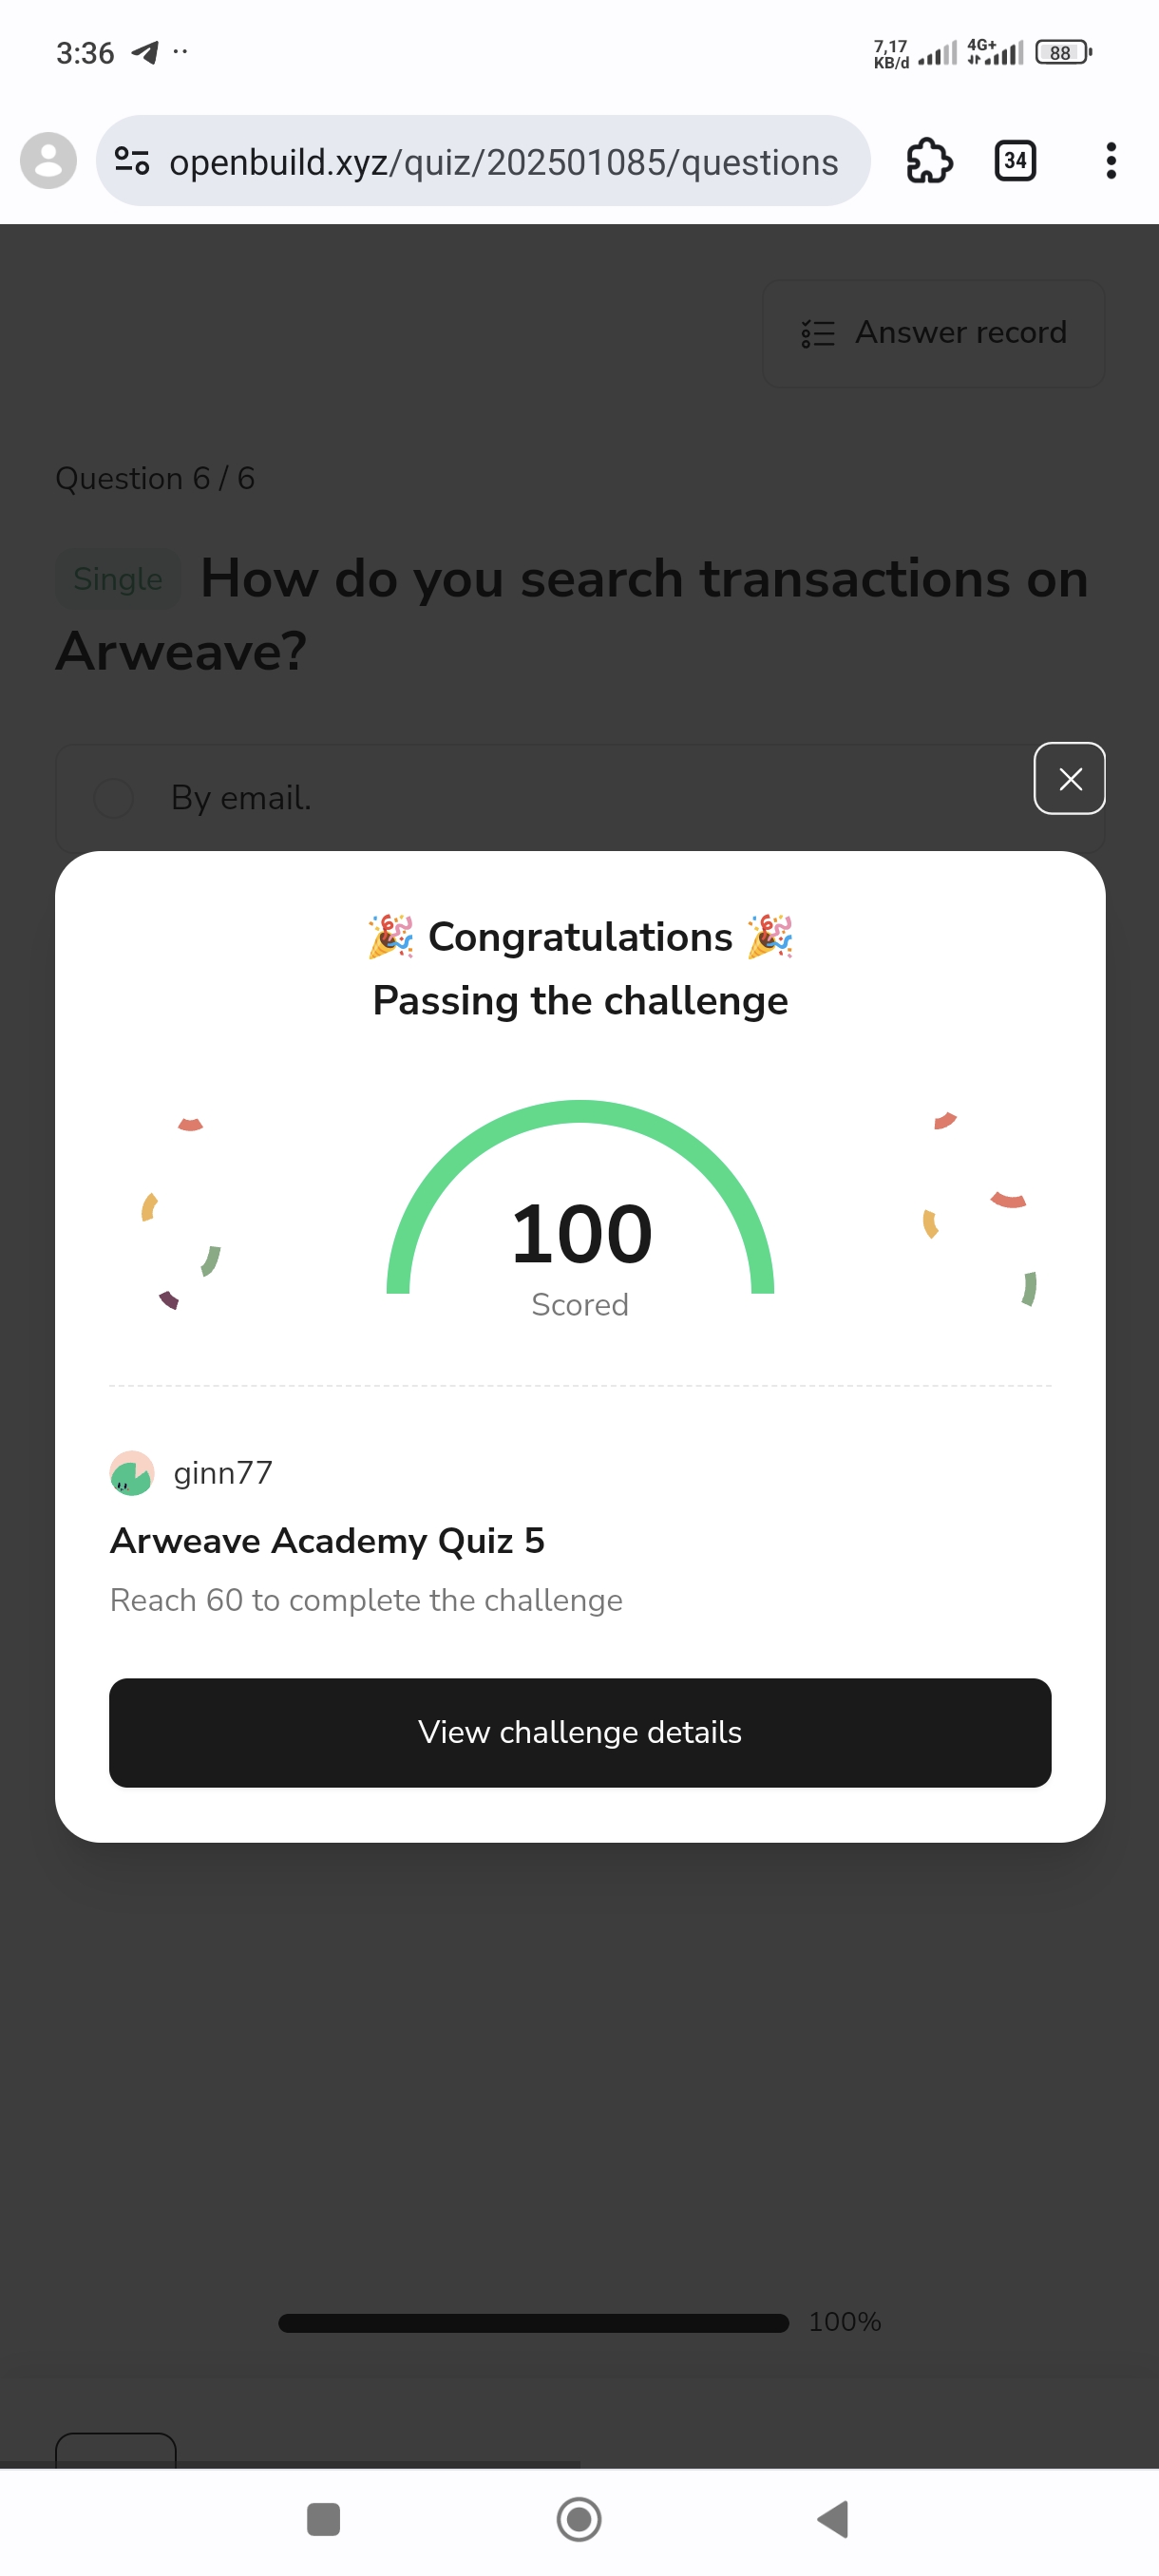 3:36
7,17
KB/d
4G+
88
openbuild.xyz/quiz/202501085/questions
34
Answer record
Question 6 / 6
Single How do you search transactions on
Arweave?
By email.
🎉 Congratulations 🎉
Passing the challenge
100
Scored
ginn77
Arweave Academy Quiz 5
Reach 60 to complete the challenge
View challenge details
100%